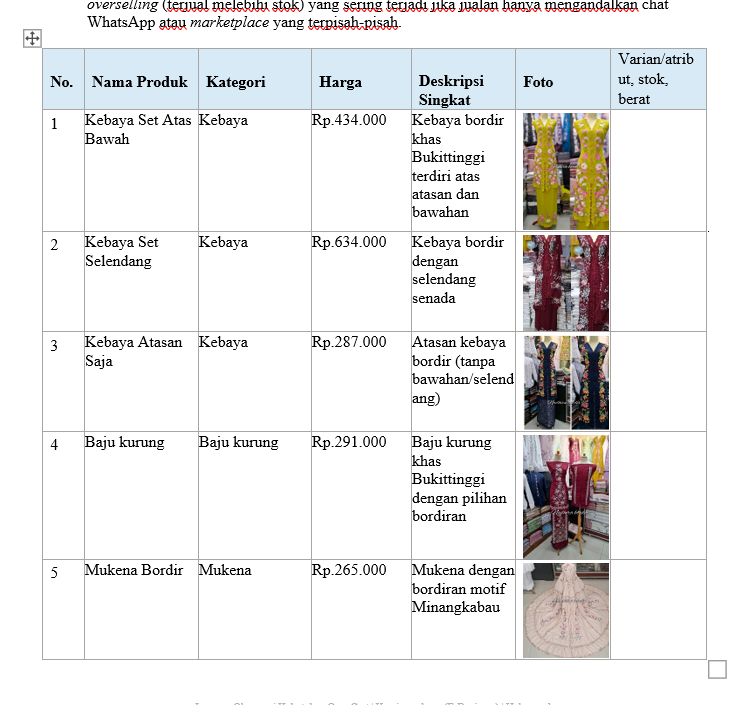 overselling (terjual melebihi stok) yang sering terjadi jika jualan hanya mengandalkan chat
WhatsApp atau marketplace yang terpisah-pisah.
No. Nama Produk Kategori Harga Deskripsi Singkat Foto Varian/atrib
ut, stok,
berat
1 Kebaya Set Atas Kebaya Rp.434.000 Kebaya bordir
Bawah khas
Bukittinggi
terdiri atas
atasan dan
bawahan
2 Kebaya Set Kebaya Rp.634.000 Kebaya bordir
Selendang dengan
selendang
senada
3 Kebaya Atasan Kebaya Rp.287.000 Atasan kebaya
Saja bordir (tanpa
bawahan/selend
ang)
4 Baju kurung Baju kurung Rp.291.000 Baju kurung
khas
Bukittinggi
dengan pilihan
bordiran
5 Mukena Bordir Mukena Rp.265.000 Mukena dengan
bordiran motif
Minangkabau